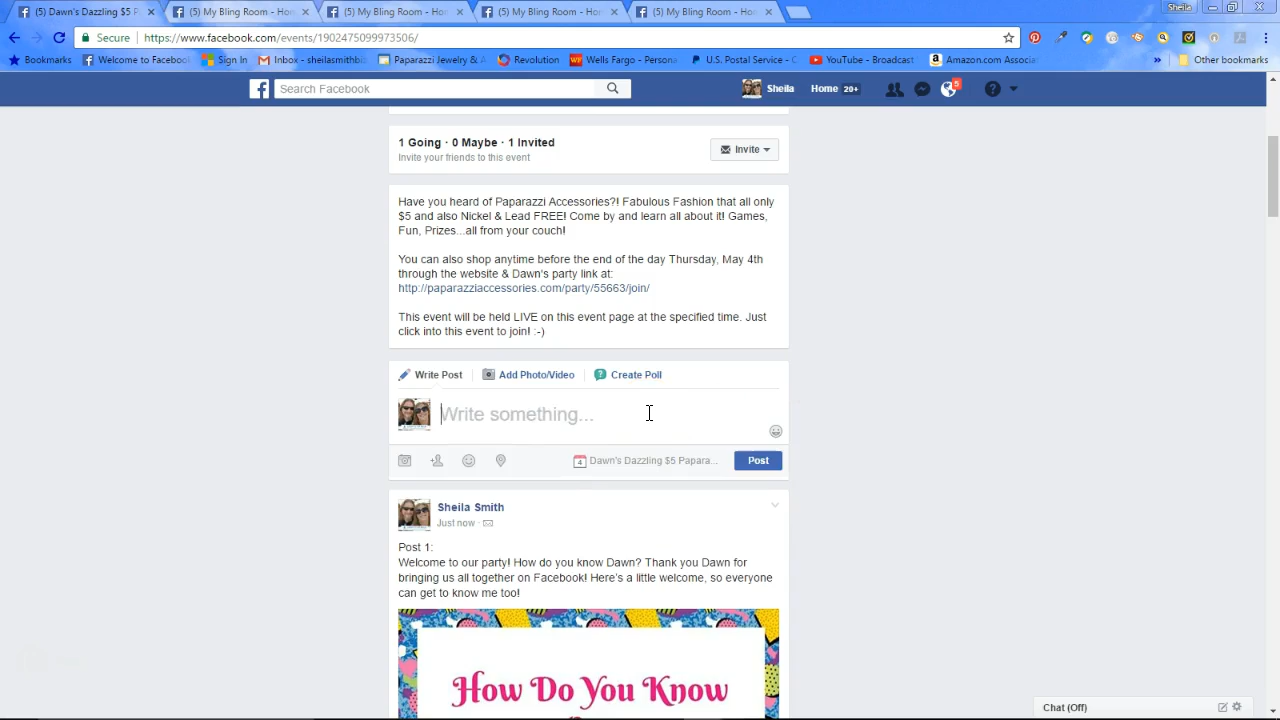 (5) Dawn's Dazzling $5 P
(5) My Bling Room - Home
(5) My Bling Room - Home
(5) My Bling Room - Home
(5) My Bling Room - Home
Sheila
Secure
https://www.facebook.com/events/1902475099973506/
Bookmarks
Welcome to Facebook
Sign In
Inbox - sheilasmithb
Paparazzi Jewelry & A
Revolution
Wells Fargo - Persona
U.S. Postal Service - C
YouTube - Broadcast
Amazon.com Associa
»
Other bookmarks
Search Facebook
Sheila
Home 20+
5
1 Going · 0 Maybe · 1 Invited
Invite your friends to this event
Invite
Have you heard of Paparazzi Accessories?! Fabulous Fashion that all only
$5 and also Nickel & Lead FREE! Come by and learn all about it! Games,
Fun, Prizes...all from your couch!
You can also shop anytime before the end of the day Thursday, May 4th
through the website & Dawn's party link at:
http://paparazziaccessories.com/party/55663/join/
This event will be held LIVE on this event page at the specified time. Just
click into this event to join! :-)
Write Post
Add Photo/Video
Create Poll
Write something...
4
Dawn's Dazzling $5 Papara...
Post
Sheila Smith
Just now ·
Post 1:
Welcome to our party! How do you know Dawn? Thank you Dawn for
bringing us all together on Facebook! Here's a little welcome, so everyone
can get to know me too!
How Do You Know
Chat (Off)